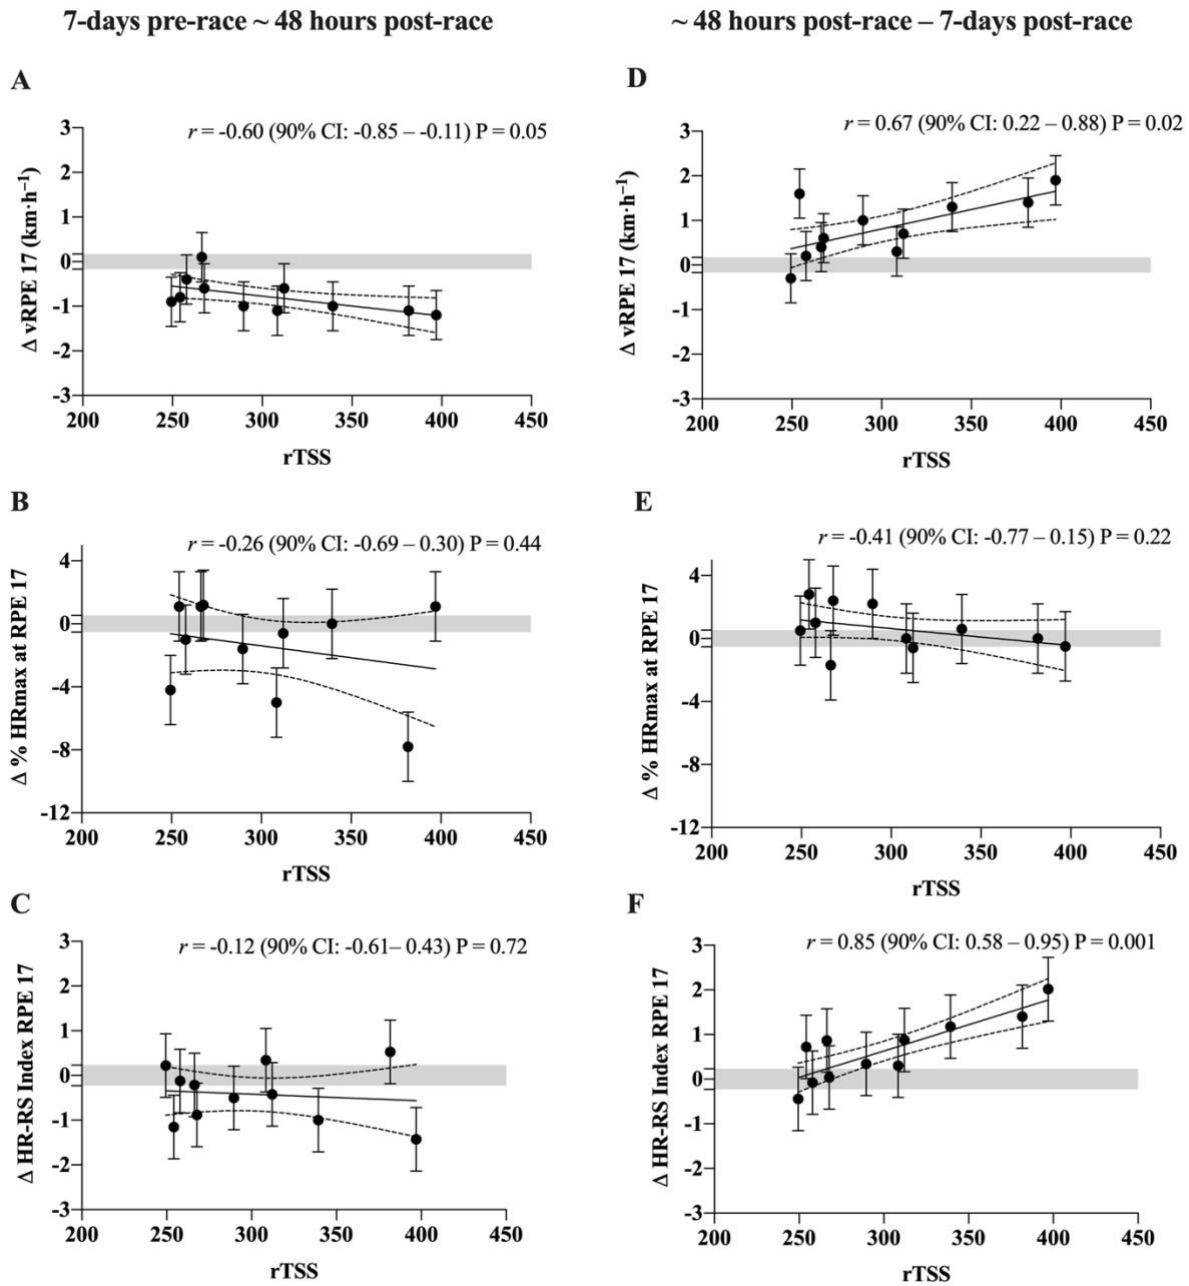 7-days pre-race ~ 48 hours post-race
~ 48 hours post-race – 7-days post-race
A
r = -0.60 (90% CI: -0.85 – -0.11) P = 0.05
Δ vRPE 17 (km·h⁻¹)
3
2
1
0
-1
-2
-3
200 250 300 350 400 450
rTSS
D
r = 0.67 (90% CI: 0.22 – 0.88) P = 0.02
Δ vRPE 17 (km·h⁻¹)
3
2
1
0
-1
-2
-3
200 250 300 350 400 450
rTSS
B
r = -0.26 (90% CI: -0.69 – 0.30) P = 0.44
Δ % HRmax at RPE 17
4
0
-4
-8
-12
200 250 300 350 400 450
rTSS
E
r = -0.41 (90% CI: -0.77 – 0.15) P = 0.22
Δ % HRmax at RPE 17
4
0
-4
-8
-12
200 250 300 350 400 450
rTSS
C
r = -0.12 (90% CI: -0.61– 0.43) P = 0.72
Δ HR-RS Index RPE 17
3
2
1
0
-1
-2
-3
200 250 300 350 400 450
rTSS
F
r = 0.85 (90% CI: 0.58 – 0.95) P = 0.001
Δ HR-RS Index RPE 17
3
2
1
0
-1
-2
-3
200 250 300 350 400 450
rTSS